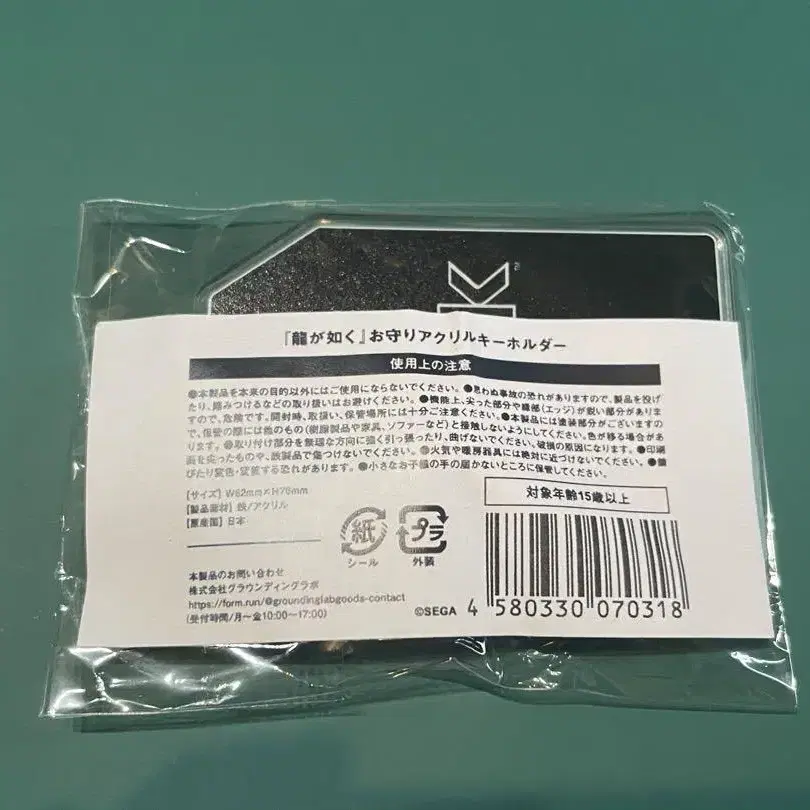 『龍が如く』お守りアクリルキーホルダー
使用上の注意
●本製品を本来の目的以外にはご使用にならないでください。●思わぬ事故の恐れがありますので、製品を投げ
たり、踏みつけるなどの取り扱いはお避けください。●機能上、尖った部分や縁部(エッジ)が鋭い部分がありま
すので、危険です。開封時、取扱い、保管場所には十分ご注意ください。●本製品には塗装部分がございますの
で、保管の際には他のもの(樹脂製品や家具、ソファーなど)と接触しないようにしてください。色が移る場合があ
ります。●取り付け部分を無理な方向に強く引っ張ったり、曲げないでください。破損の原因になります。●印刷
面を尖ったものや、鉄製品で傷つけないでください。●火気や暖房器具には絶対に近づけないでください。●錆
びたり変色・変質する恐れがあります。●小さなお子様の手の届かないところに保管してください。
【サイズ】W62mm×H76mm
【製品素材】鉄/アクリル
【原産国】日本
対象年齢15歳以上
紙
シール
プラ
外装
本製品のお問い合わせ
株式会社グラウンディングラボ
https://form.run/@groundinglabgoods-contact
(受付時間/月～金10:00～17:00)
©SEGA
4 580330 070318